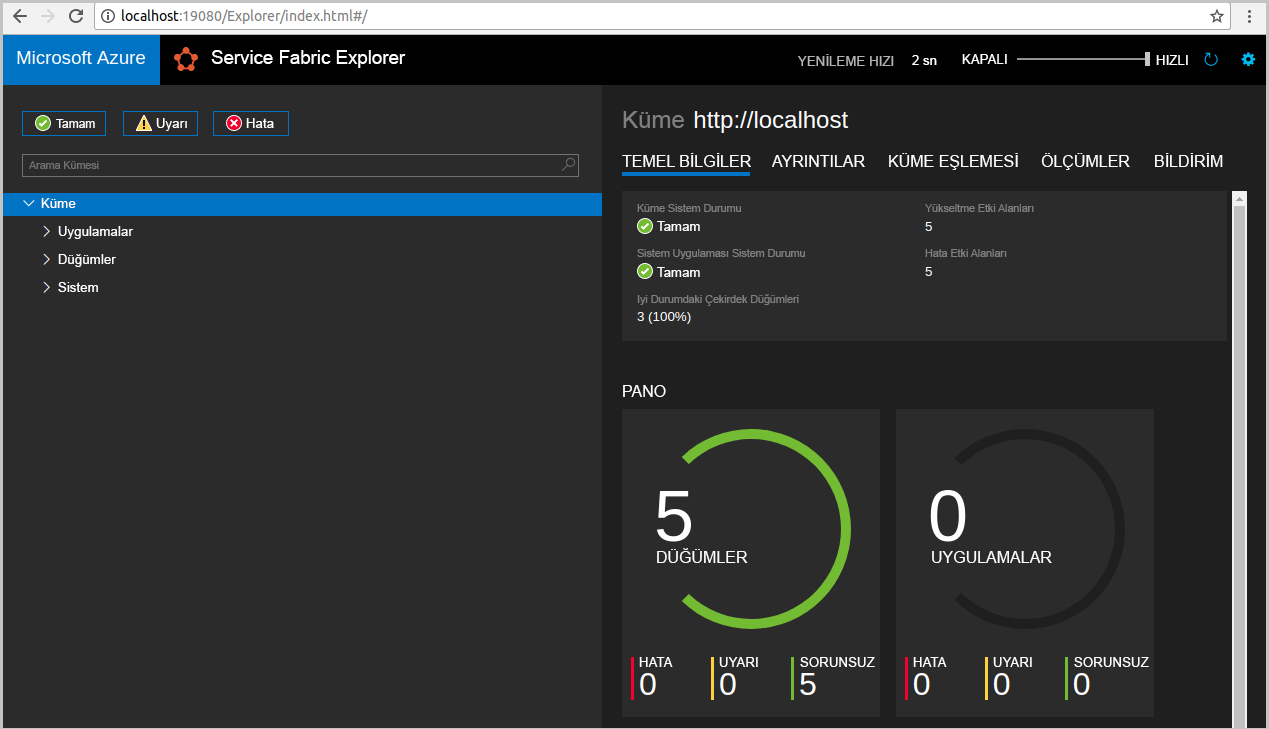 localhost:19080/Explorer/index.html#/
Microsoft Azure
Service Fabric Explorer
YENİLEME HIZI 2 sn KAPALI HIZLI
Tamam Uyarı Hata
Arama Kümesi
Küme
Uygulamalar
Düğümler
Sistem
Küme http://localhost
TEMEL BİLGİLER AYRINTILAR KÜME EŞLEMESİ ÖLÇÜMLER BİLDİRİM
Küme Sistem Durumu
Tamam
Yükseltme Etki Alanları
5
Sistem Uygulaması Sistem Durumu
Tamam
Hata Etki Alanları
5
Iyi Durumdaki Çekirdek Düğümleri
3 (100%)
PANO
5
DÜĞÜMLER
HATA UYARI SORUNSUZ
0 0 5
0
UYGULAMALAR
HATA UYARI SORUNSUZ
0 0 0